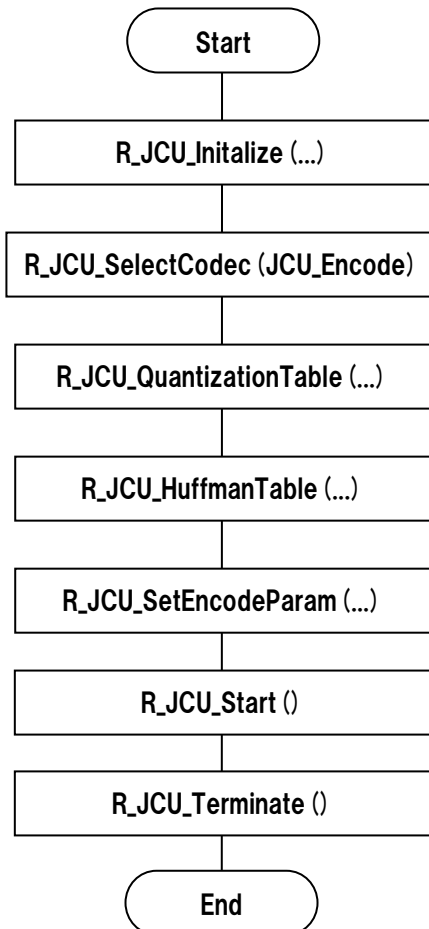 Start
R_JCU_Initalize (...)
R_JCU_SelectCodec (JCU_Encode)
R_JCU_QuantizationTable (...)
R_JCU_HuffmanTable (...)
R_JCU_SetEncodeParam (...)
R_JCU_Start ()
R_JCU_Terminate ()
End